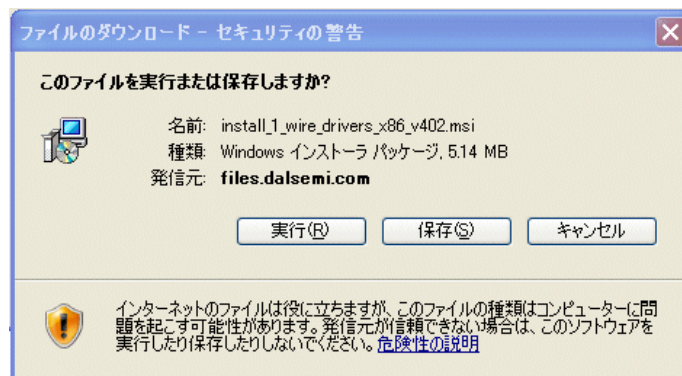 ファイルのダウンロード - セキュリティの警告
このファイルを実行または保存しますか?
名前: install_1_wire_drivers_x86_v402.msi
種類: Windows インストーラ パッケージ, 5.14 MB
発信元: files.dalsemi.com
実行(R) 保存(S) キャンセル
インターネットのファイルは役に立ちますが、このファイルの種類はコンピューターに問
題を起こす可能性があります。発信元が信頼できない場合は、このソフトウェアを
実行したり保存したりしないでください。危険性の説明